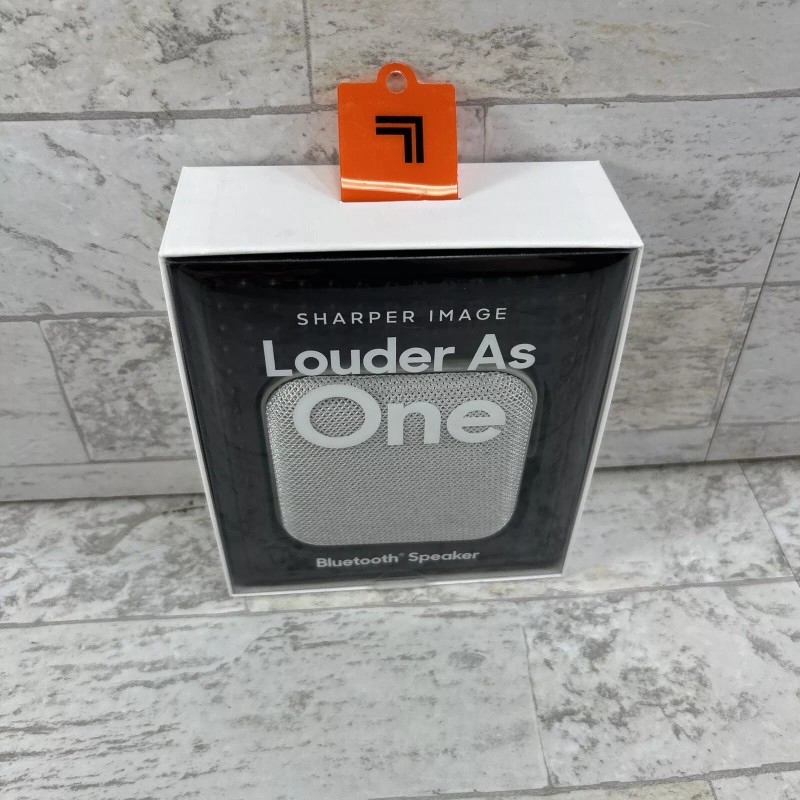 SHARPER IMAGE
Louder As
One
Bluetooth® Speaker